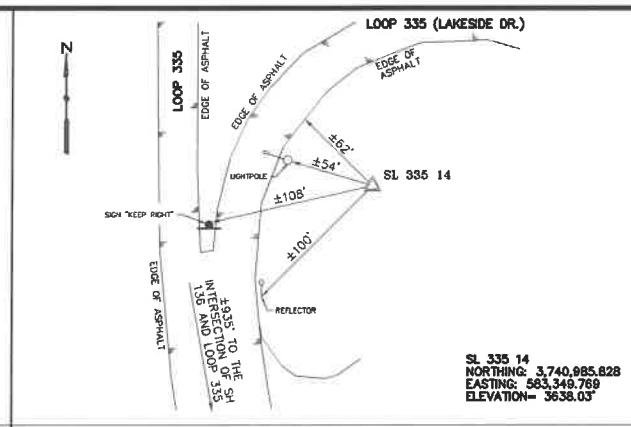 LOOP 335 (LAKESIDE DR.)
N
LOOP 335
EDGE OF ASPHALT
EDGE OF ASPHALT
EDGE OF
ASPHALT
±62'
±54'
SL 335 14
LIGHTPOLE
±108'
SIGN "KEEP RIGHT"
±100'
EDGE OF ASPHALT
±935' TO THE
INTERSECTION OF SH
136 AND LOOP 335
REFLECTOR
SL 335 14
NORTHING: 3,740,985.828
EASTING: 583,349.769
ELEVATION= 3638.03'